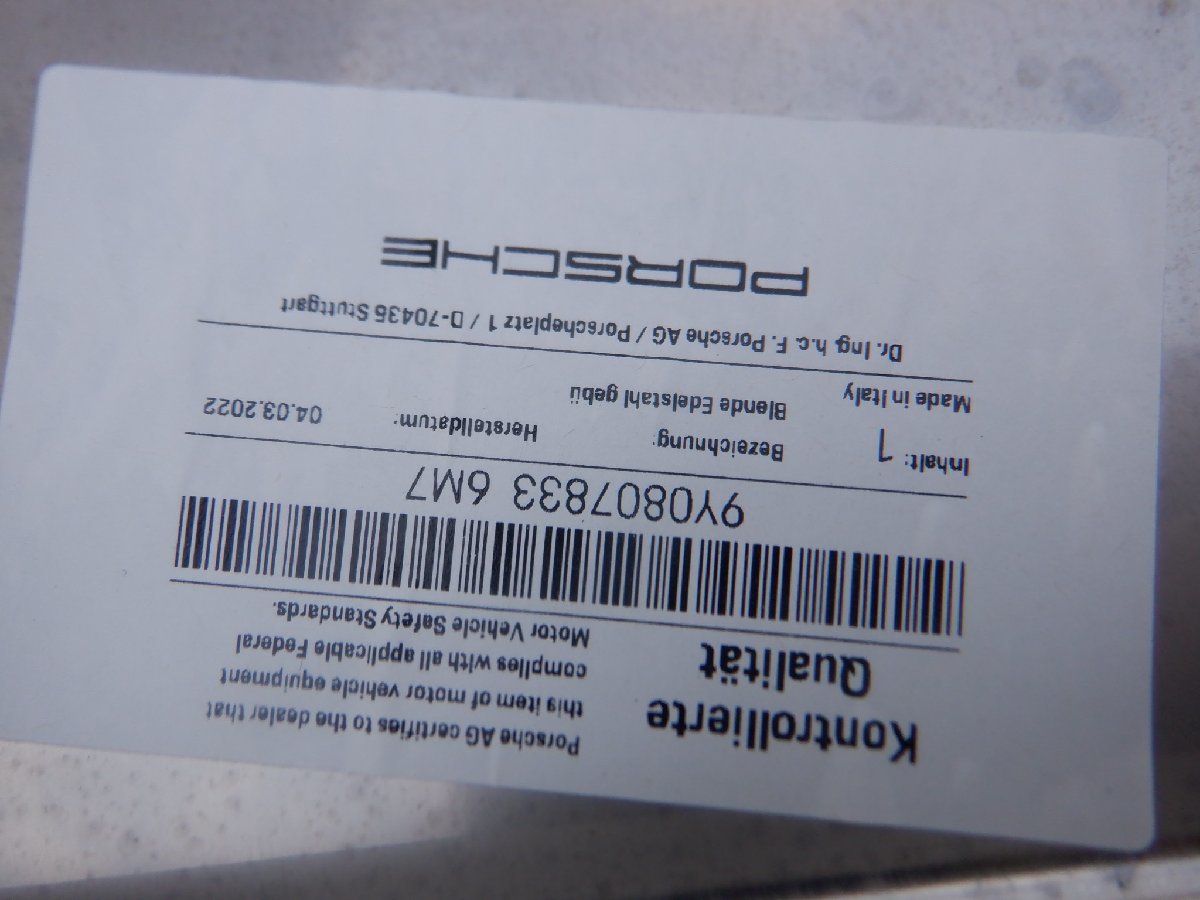 Kontrollierte
Qualität
Porsche AG certifies to the dealer that
this item of motor vehicle equipment
complies with all applicable Federal
Motor Vehicle Safety Standards.
9Y0807833 6M7
Inhalt: 1 Bezeichnung: Herstelldatum: 04.03.2022
Made in Italy Blende Edelstahl gebü
Dr. Ing. h.c. F. Porsche AG / Porscheplatz 1 / D-70435 Stuttgart
PORSCHE